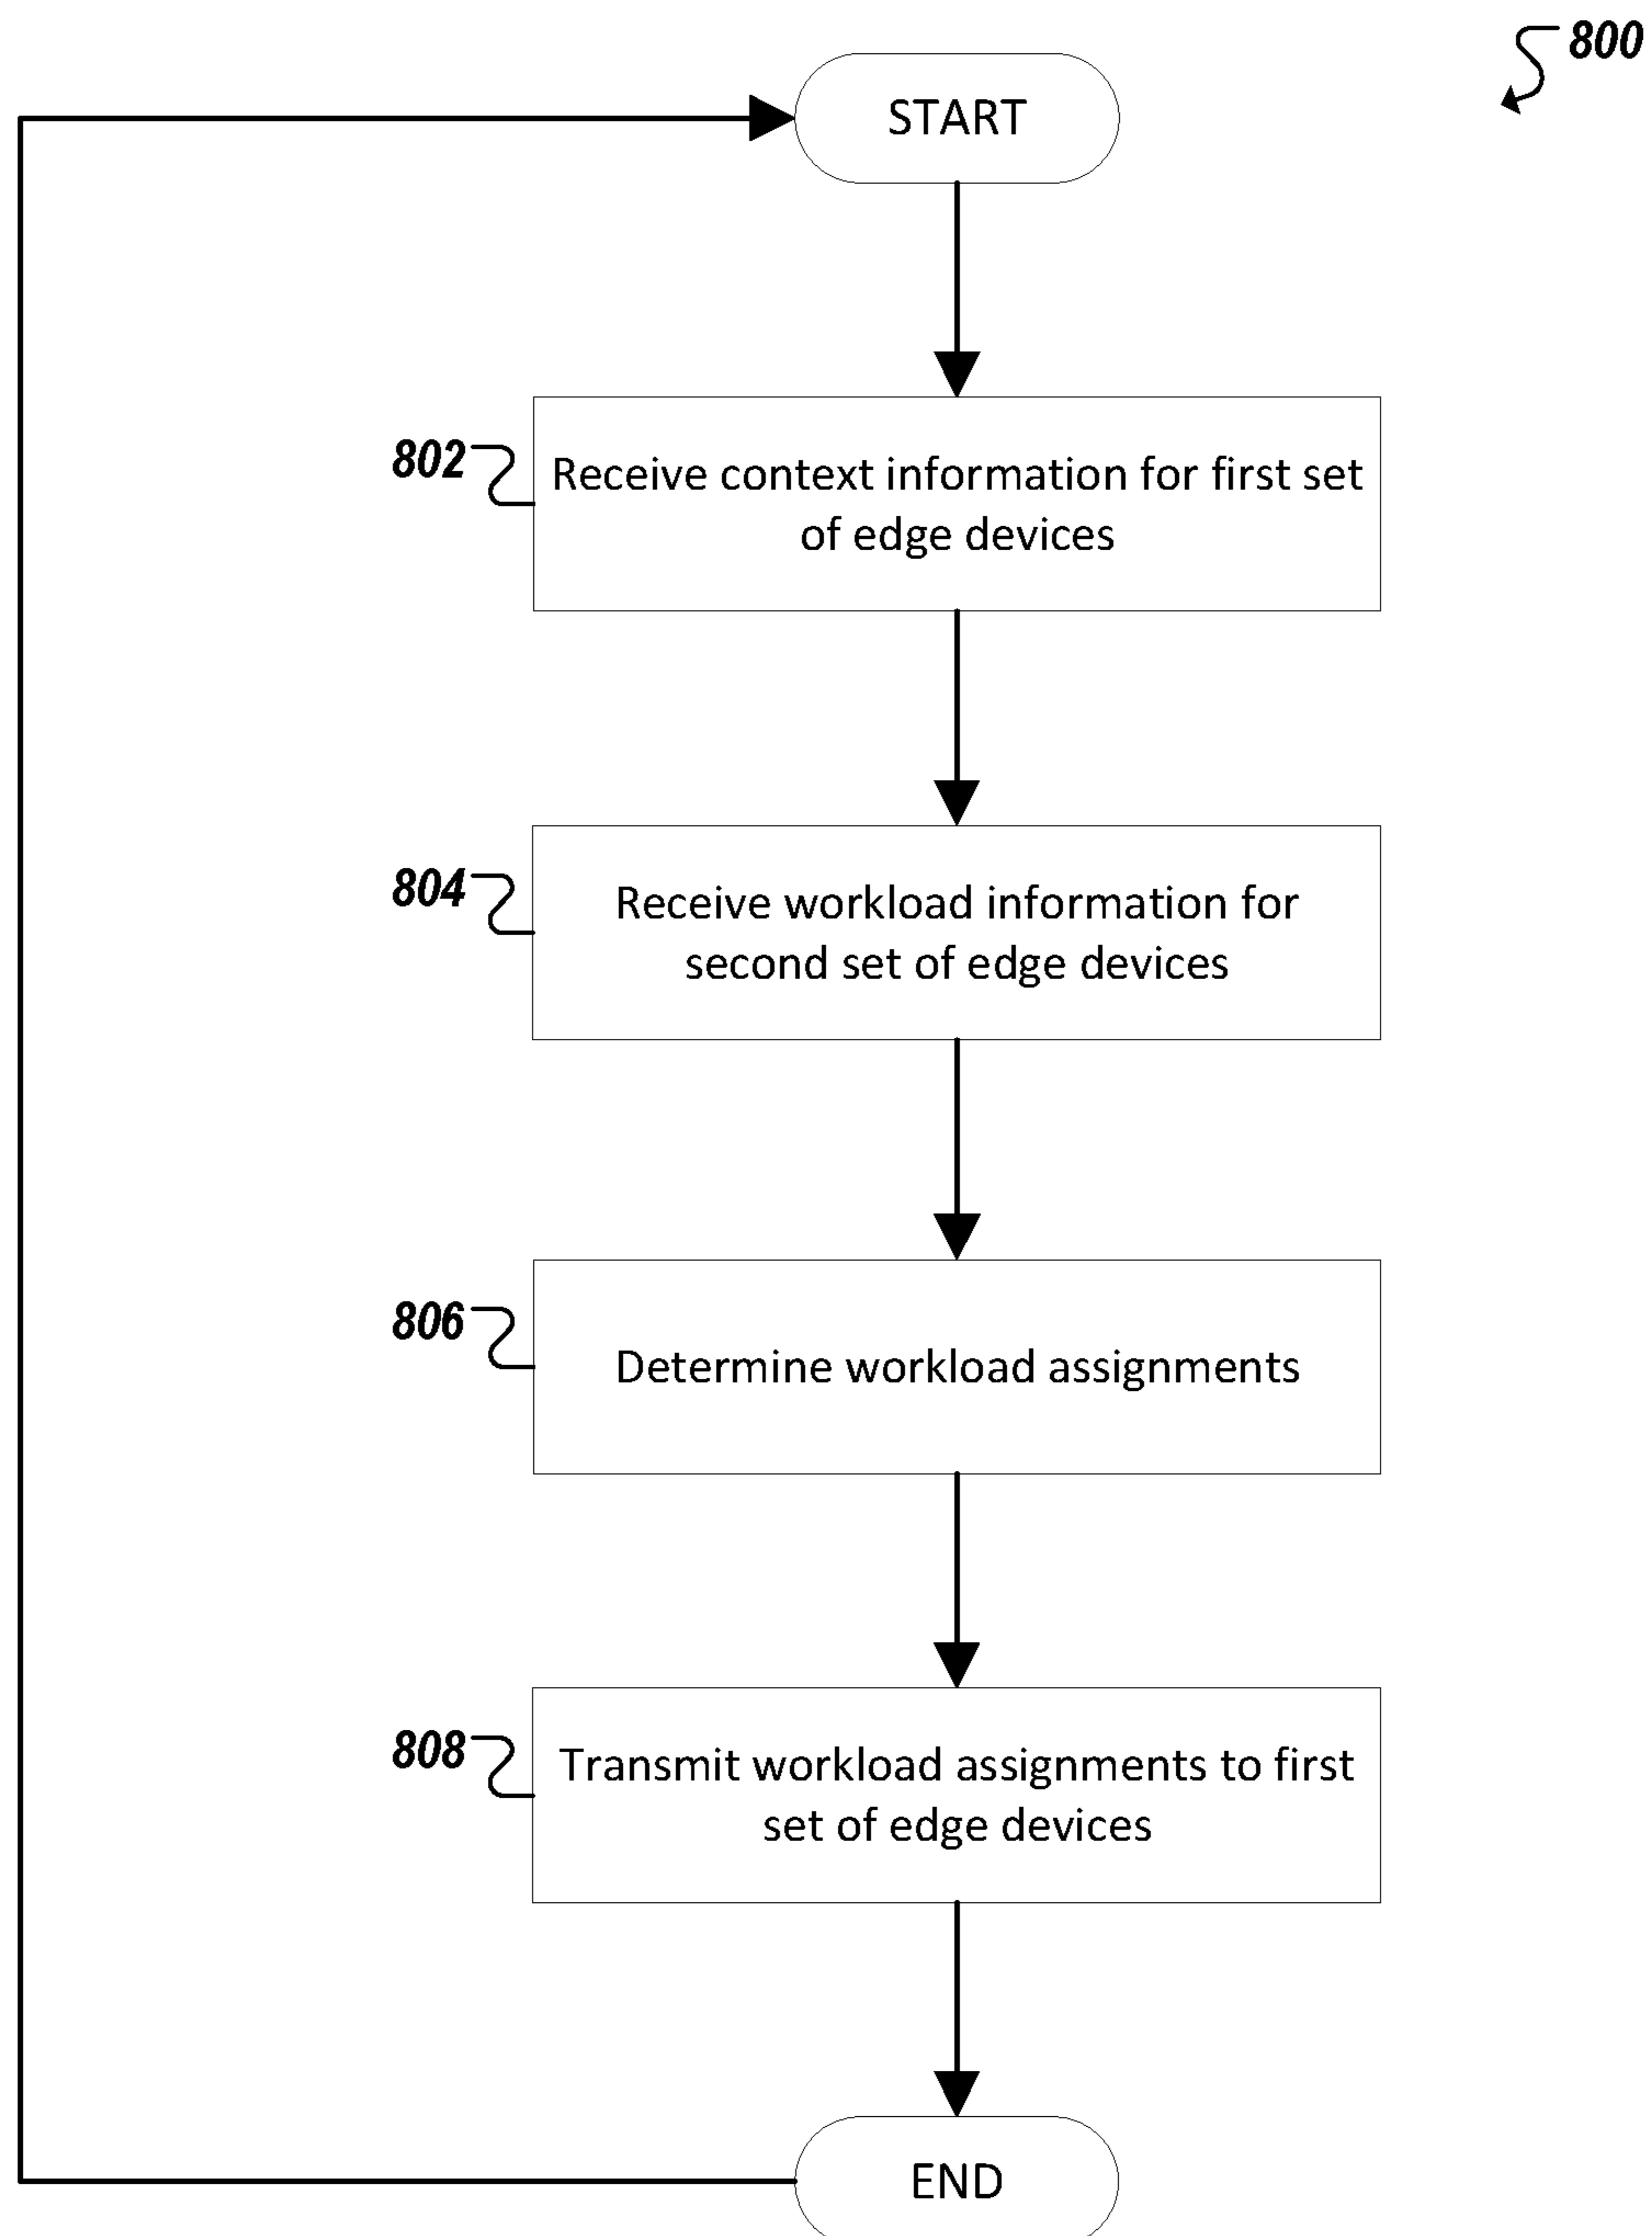 800
START
802
Receive context information for first set
of edge devices
804
Receive workload information for
second set of edge devices
806
Determine workload assignments
808
Transmit workload assignments to first
set of edge devices
END